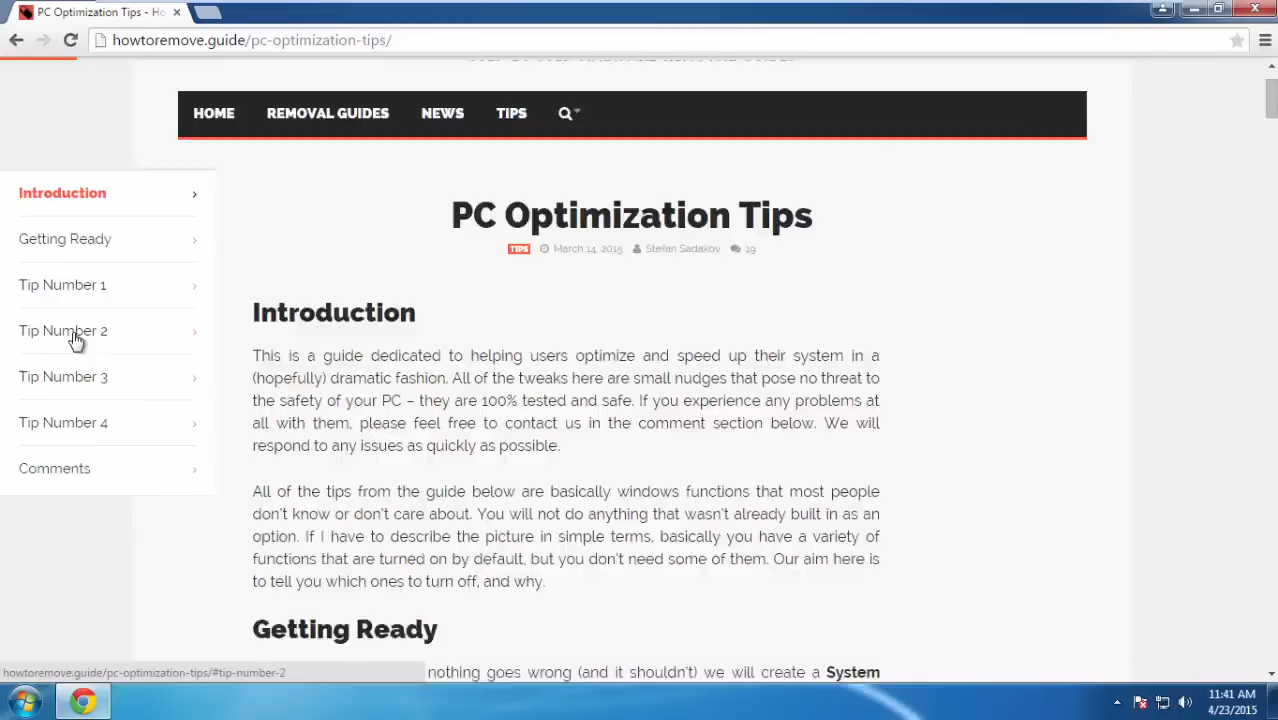 PC Optimization Tips - Ho
howtoremove.guide/pc-optimization-tips/
HOME REMOVAL GUIDES NEWS TIPS
Introduction
Getting Ready
Tip Number 1
Tip Number 2
Tip Number 3
Tip Number 4
Comments
PC Optimization Tips
TIPS March 14, 2015 Stefan Sadakov 19
Introduction
This is a guide dedicated to helping users optimize and speed up their system in a
(hopefully) dramatic fashion. All of the tweaks here are small nudges that pose no threat to
the safety of your PC – they are 100% tested and safe. If you experience any problems at
all with them, please feel free to contact us in the comment section below. We will
respond to any issues as quickly as possible.
All of the tips from the guide below are basically windows functions that most people
don't know or don't care about. You will not do anything that wasn't already built in as an
option. If I have to describe the picture in simple terms, basically you have a variety of
functions that are turned on by default, but you don't need some of them. Our aim here is
to tell you which ones to turn off, and why.
Getting Ready
nothing goes wrong (and it shouldn't) we will create a System
howtoremove.guide/pc-optimization-tips/#tip-number-2
11:41 AM
4/23/2015